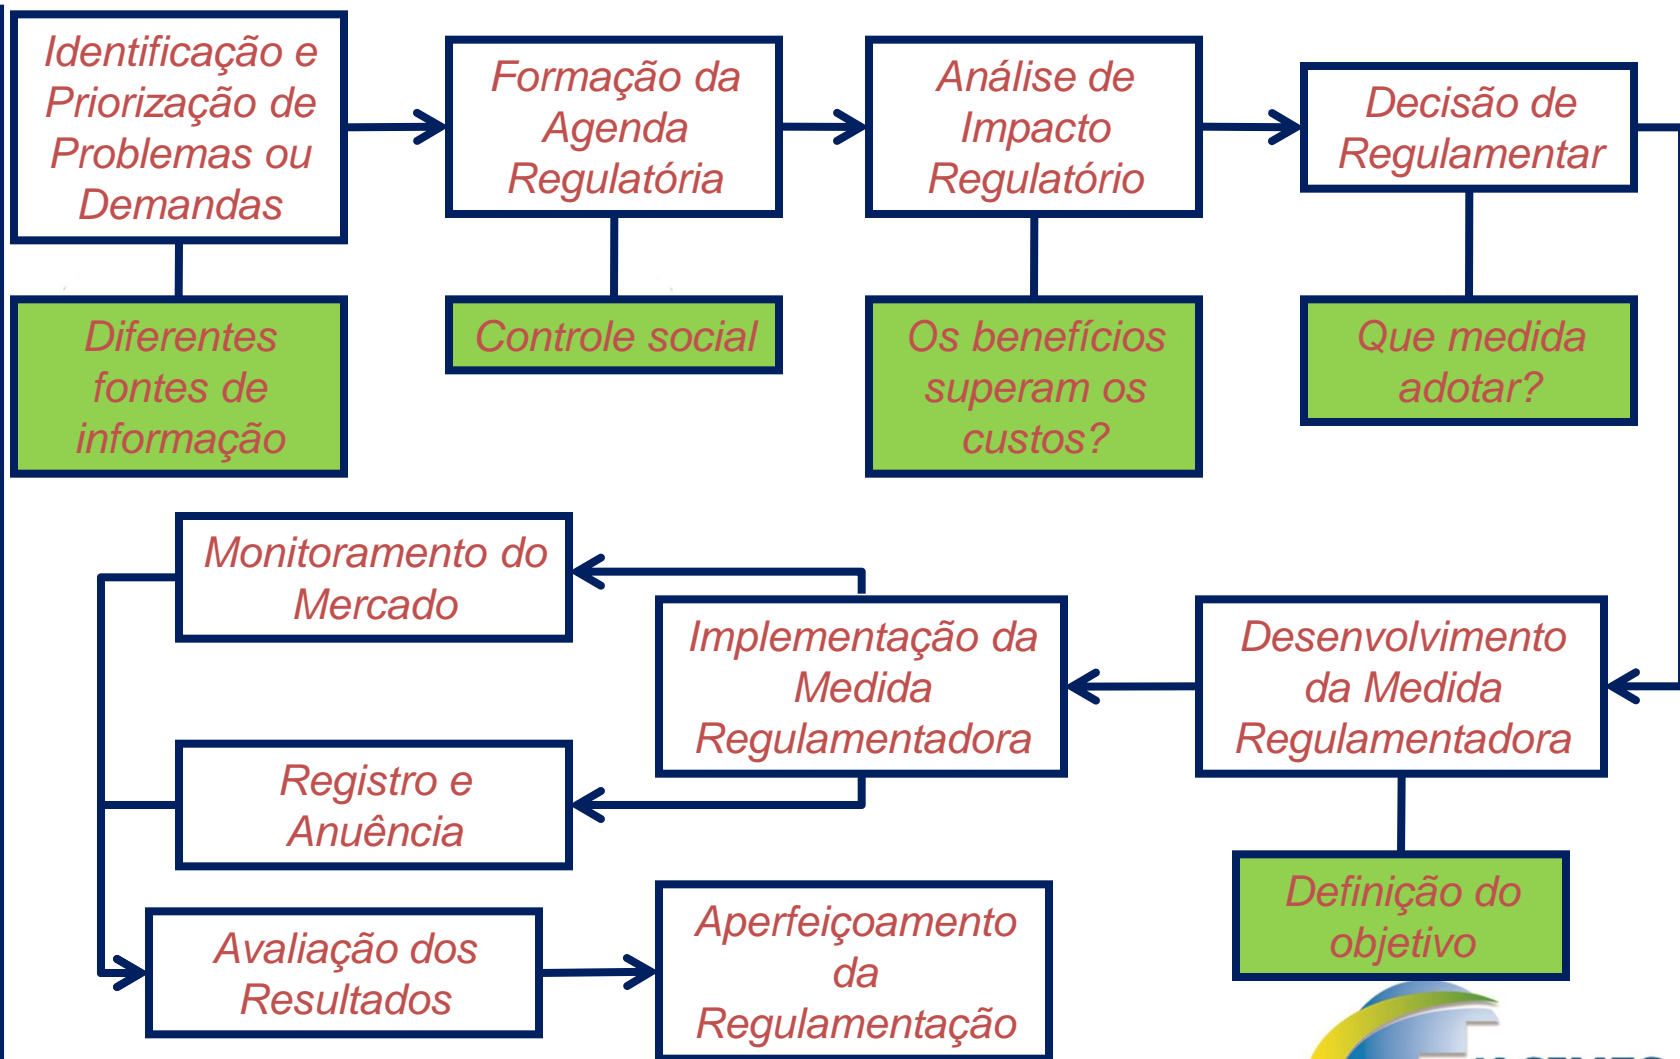 Identificação e
Priorização de
Problemas ou
Demandas
Formação da
Agenda
Regulatória
Análise de
Impacto
Regulatório
Decisão de
Regulamentar
Diferentes
fontes de
informação
Controle social
Os benefícios
superam os
custos?
Que medida
adotar?
Monitoramento do
Mercado
Implementação da
Medida
Regulamentadora
Desenvolvimento
da Medida
Regulamentadora
Registro e
Anuência
Definição do
objetivo
Avaliação dos
Resultados
Aperfeiçoamento
da
Regulamentação